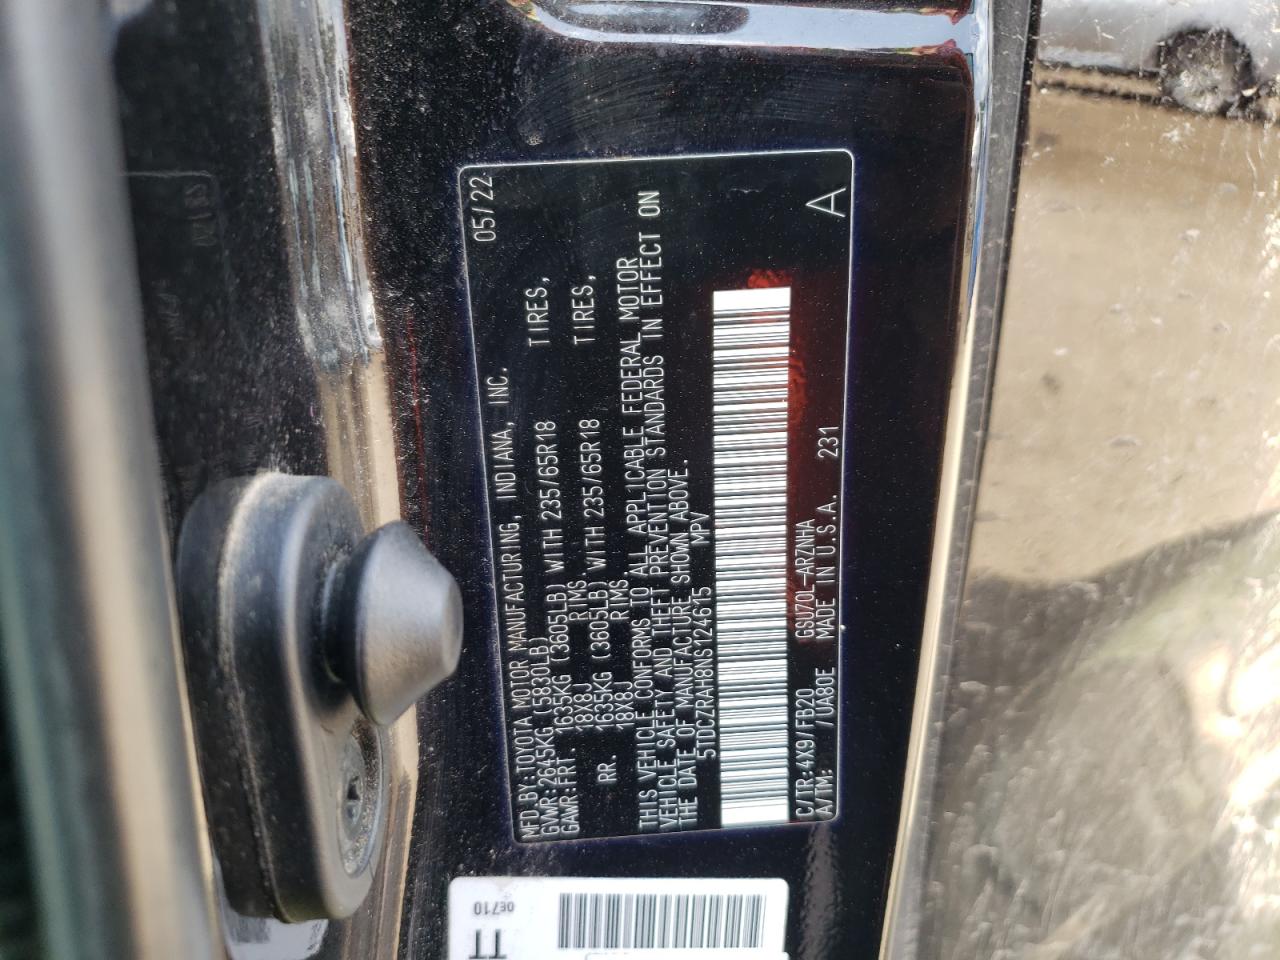 MFD.BY:TOYOTA MOTOR MANUFACTURING, INDIANA, INC. 05/22
GVWR:2645KG (5830LB)
GAWR:FRT. 1635KG (3605LB) WITH 235/65R18 TIRES,
18X8J RIMS
RR. 1635KG (3605LB) WITH 235/65R18 TIRES,
18X8J RIMS.
THIS VEHICLE CONFORMS TO ALL APPLICABLE FEDERAL MOTOR
VEHICLE SAFETY AND THEFT PREVENTION STANDARDS IN EFFECT ON
THE DATE OF MANUFACTURE SHOWN ABOVE.
5TDCZRAH8NS124615 MPV
C/TR:4X9/FB20 GSU70L-ARZNHA
A/TM: /UA80E MADE IN U.S.A. 231 A
0E710